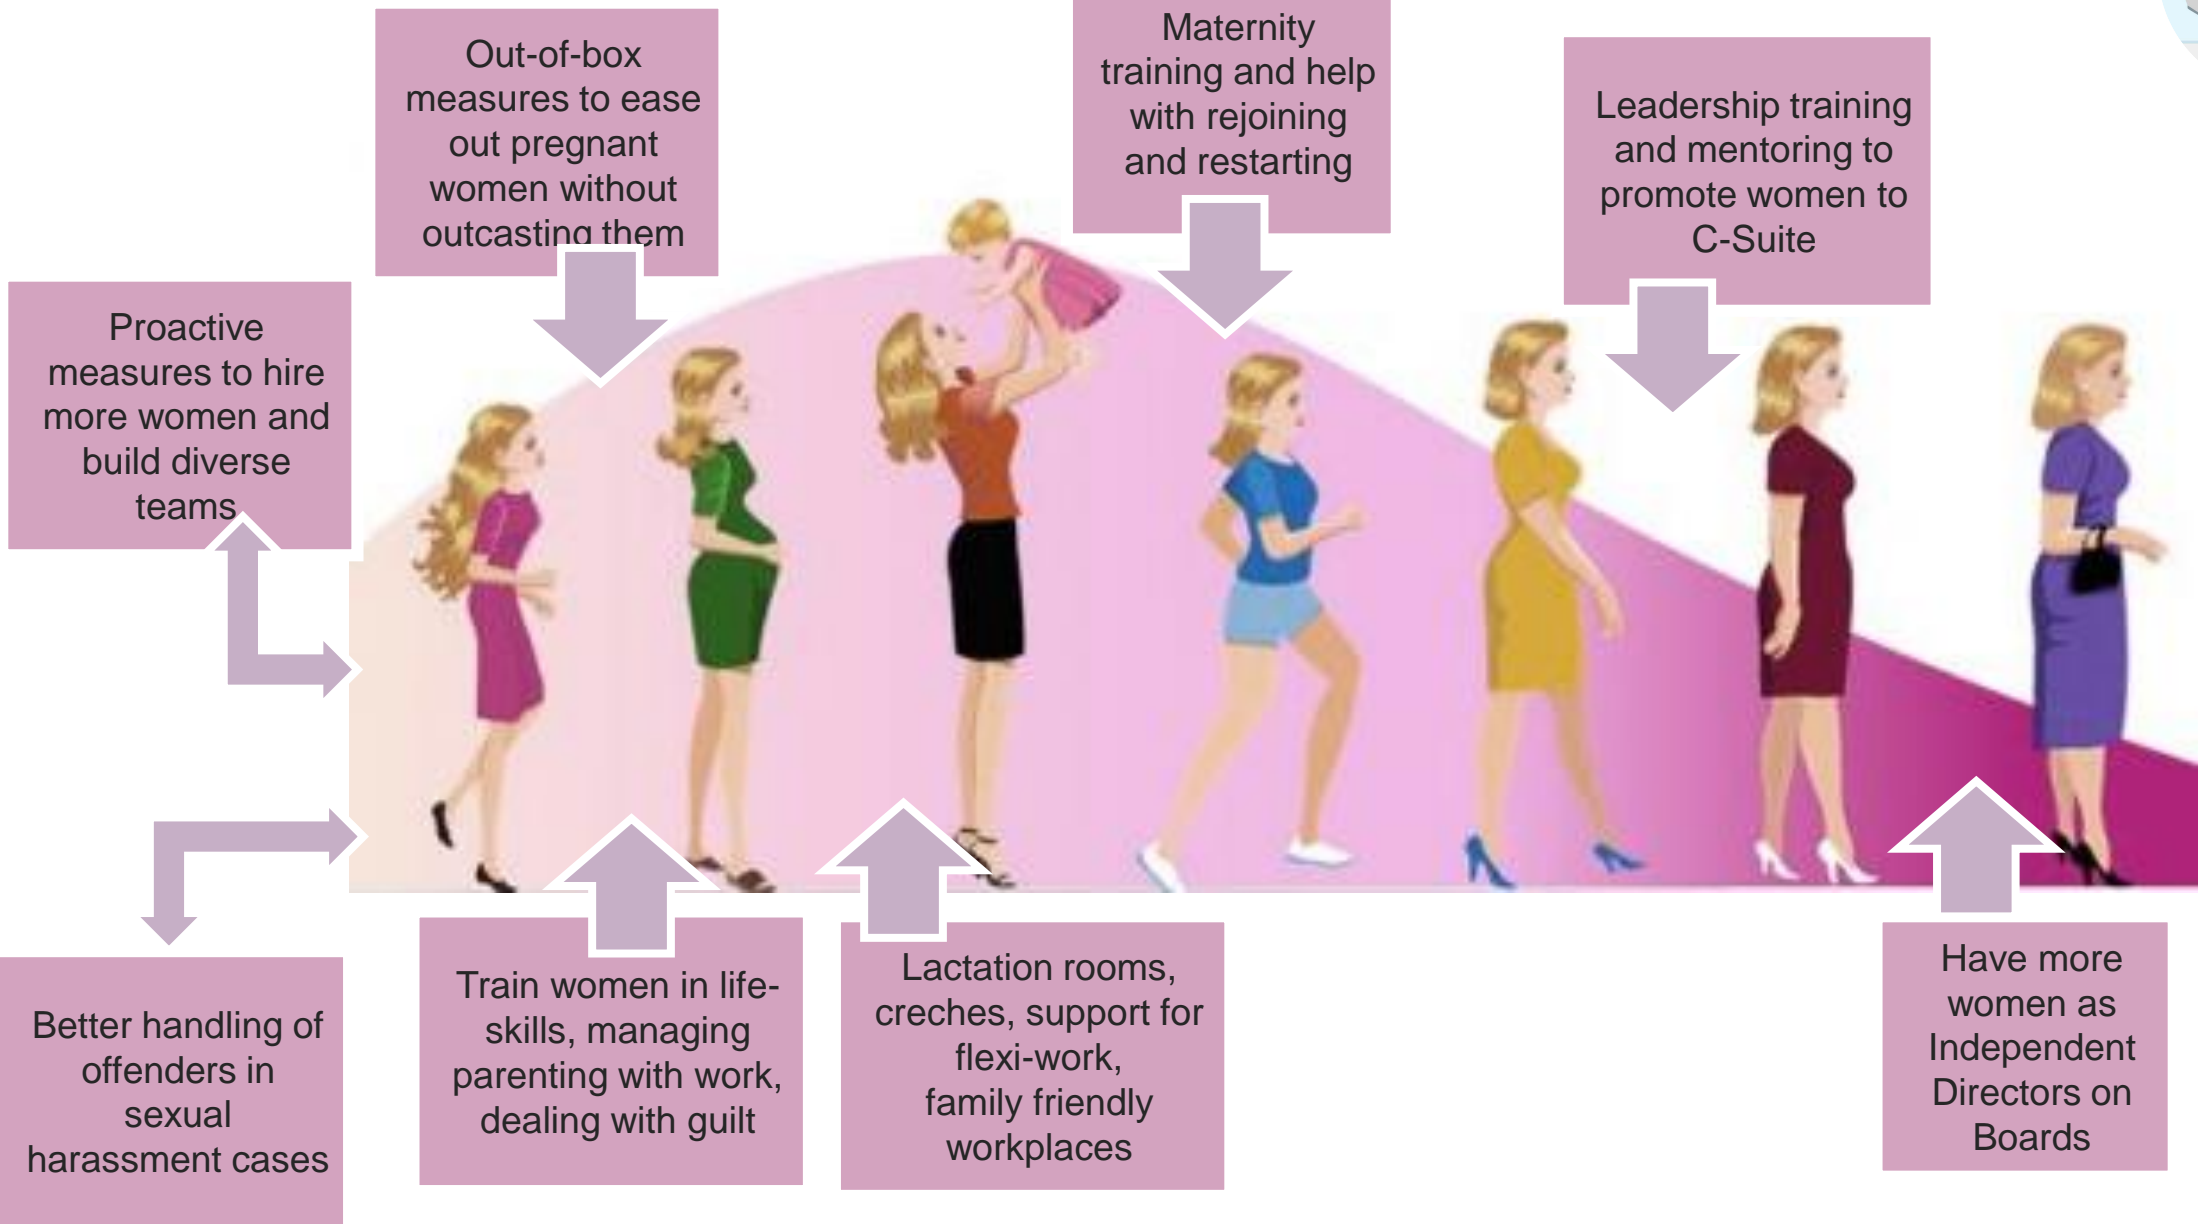 Out-of-box
measures to ease
out pregnant
women without
outcasting them
Maternity
training and help
with rejoining
and restarting
Leadership training
and mentoring to
promote women to
C-Suite
Proactive
measures to hire
more women and
build diverse
teams
Better handling of
offenders in
sexual
harassment cases
Train women in life-
skills, managing
parenting with work,
dealing with guilt
Lactation rooms,
creches, support for
flexi-work,
family friendly
workplaces
Have more
women as
Independent
Directors on
Boards